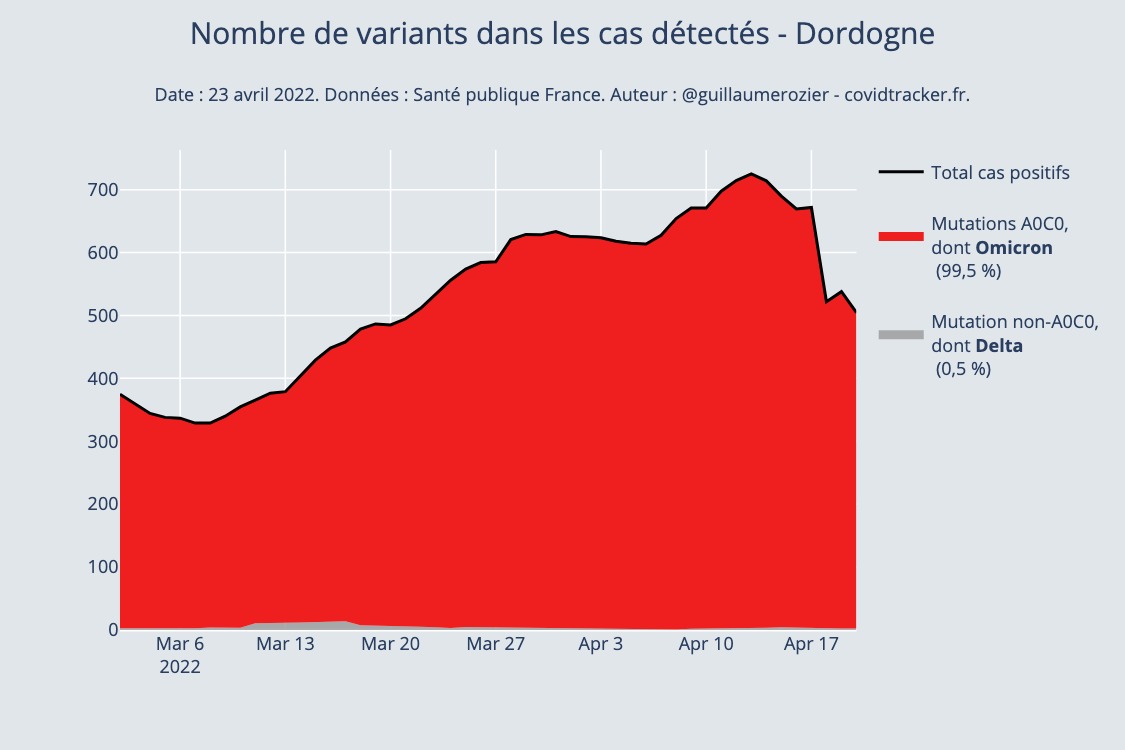 Nombre de variants dans les cas détectés - Dordogne
Date : 23 avril 2022. Données : Santé publique France. Auteur : @guillaumerozier - covidtracker.fr.
700
600
500
400
300
200
100
0
Mar 6
2022
Mar 13
Mar 20
Mar 27
Apr 3
Apr 10
Apr 17
Total cas positifs
Mutations A0C0,
dont Omicron
(99,5 %)
Mutation non-A0C0,
dont Delta
(0,5 %)